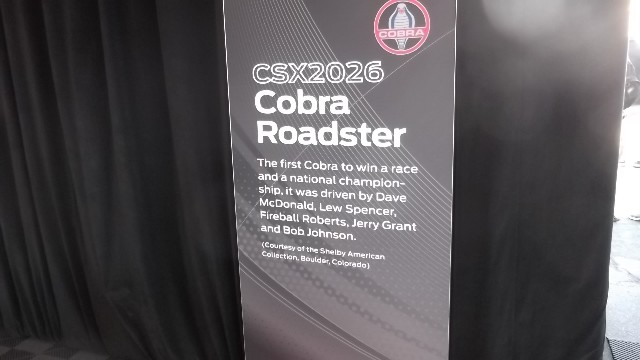 COBRA
CSX2026
Cobra
Roadster
The first Cobra to win a race
and a national champion-
ship, it was driven by Dave
McDonald, Lew Spencer,
Fireball Roberts, Jerry Grant
and Bob Johnson.
(Courtesy of the Shelby American
Collection, Boulder, Colorado)